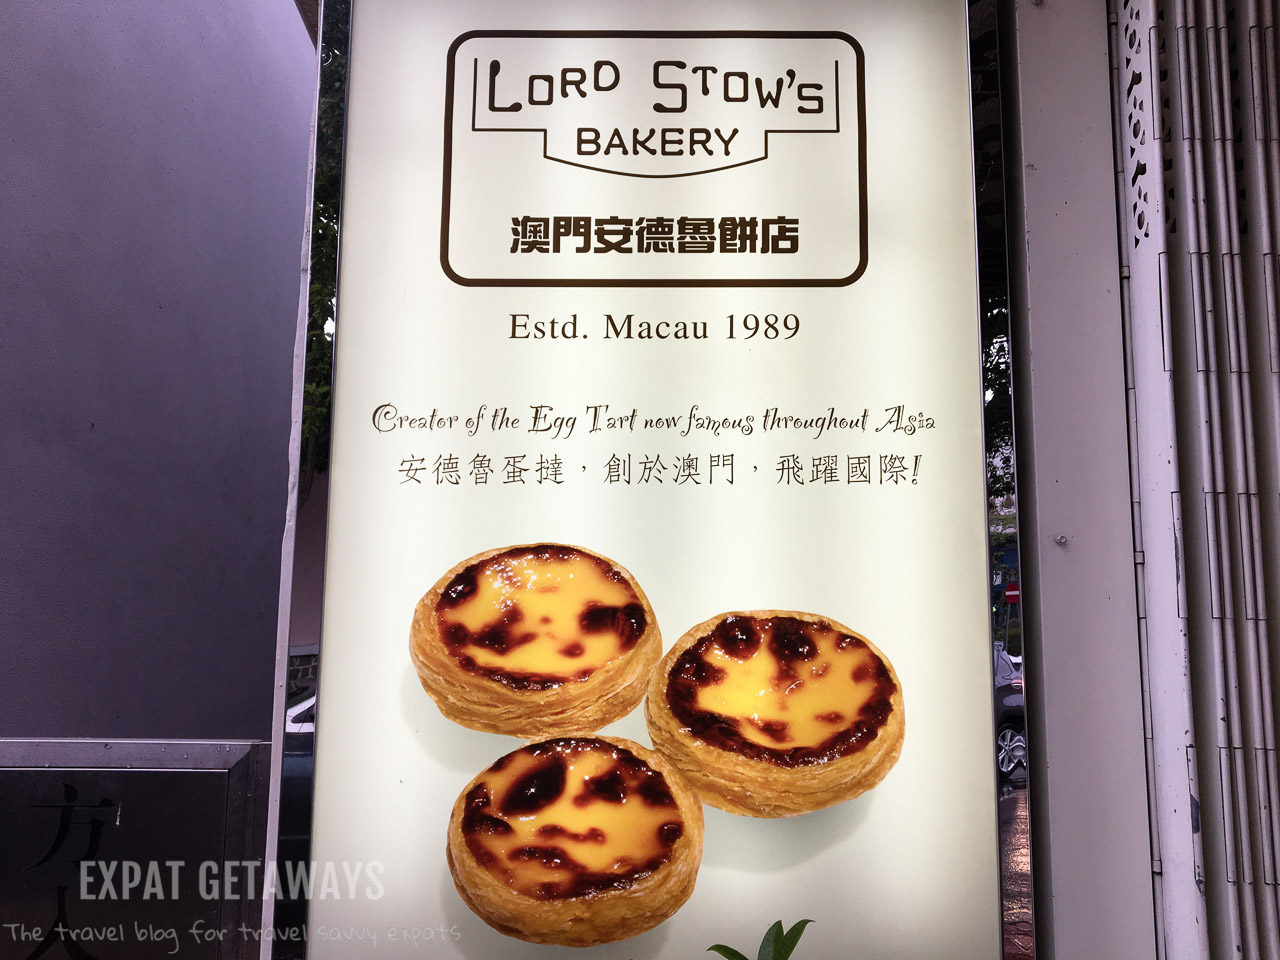 LORD STOW'S
BAKERY
澳門安德魯餅店
Estd. Macau 1989
Creator of the Egg Tart now famous throughout Asia
安德魯蛋撻，創於澳門，飛躍國際!
方
人
EXPAT GETAWAYS
The travel blog for travel savvy expats